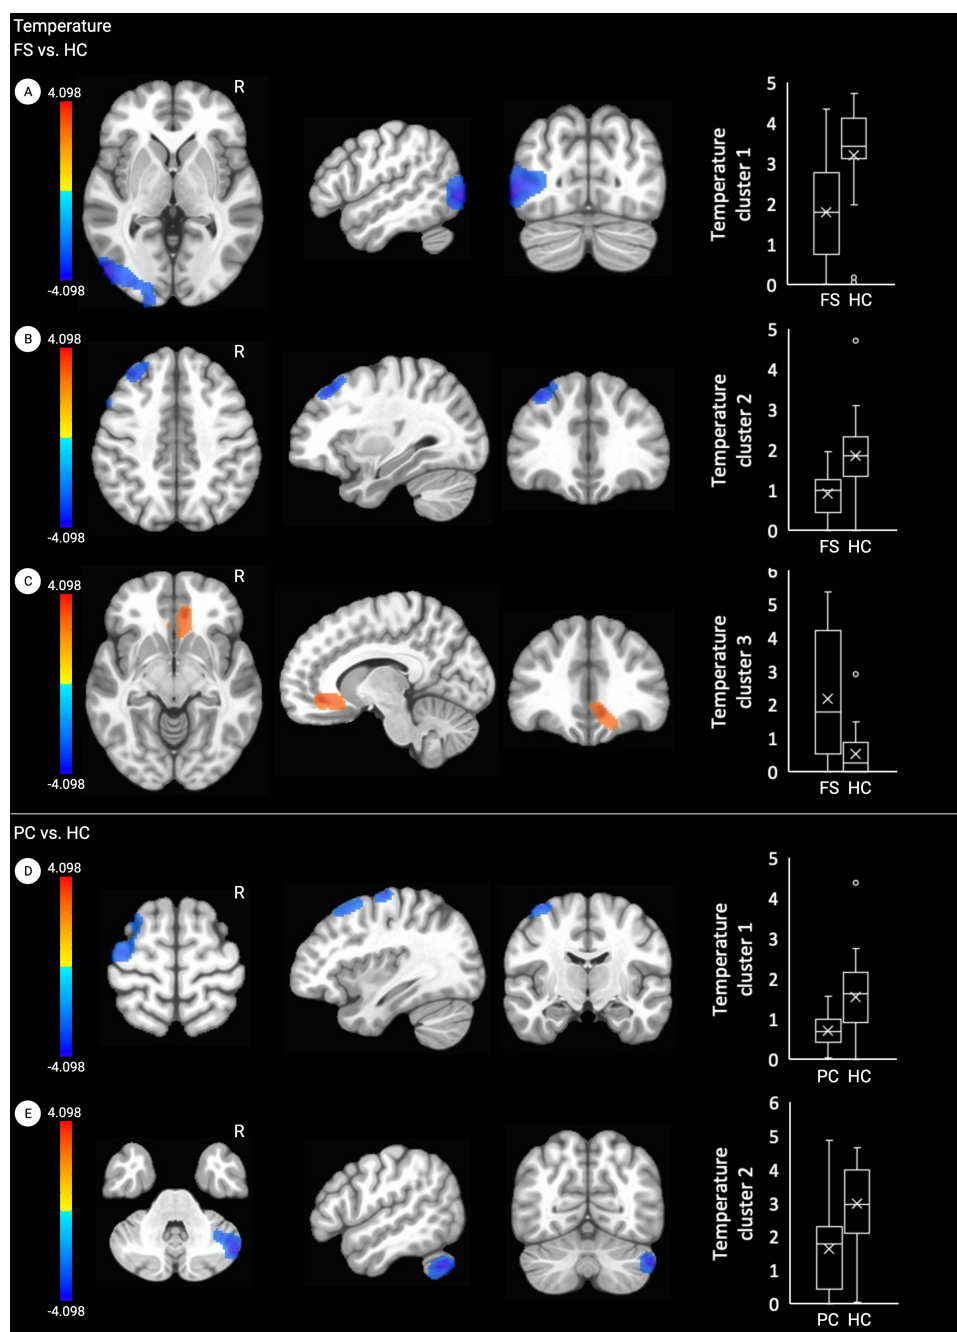 Temperature
FS vs. HC
A
4.098
R
-4.098
Temperature
cluster 1
5
4
3
2
1
0
FS HC
B
4.098
R
-4.098
Temperature
cluster 2
5
4
3
2
1
0
FS HC
C
4.098
R
-4.098
Temperature
cluster 3
6
5
4
3
2
1
0
FS HC
PC vs. HC
D
4.098
R
-4.098
Temperature
cluster 1
5
4
3
2
1
0
PC HC
E
4.098
R
-4.098
Temperature
cluster 2
6
5
4
3
2
1
0
PC HC